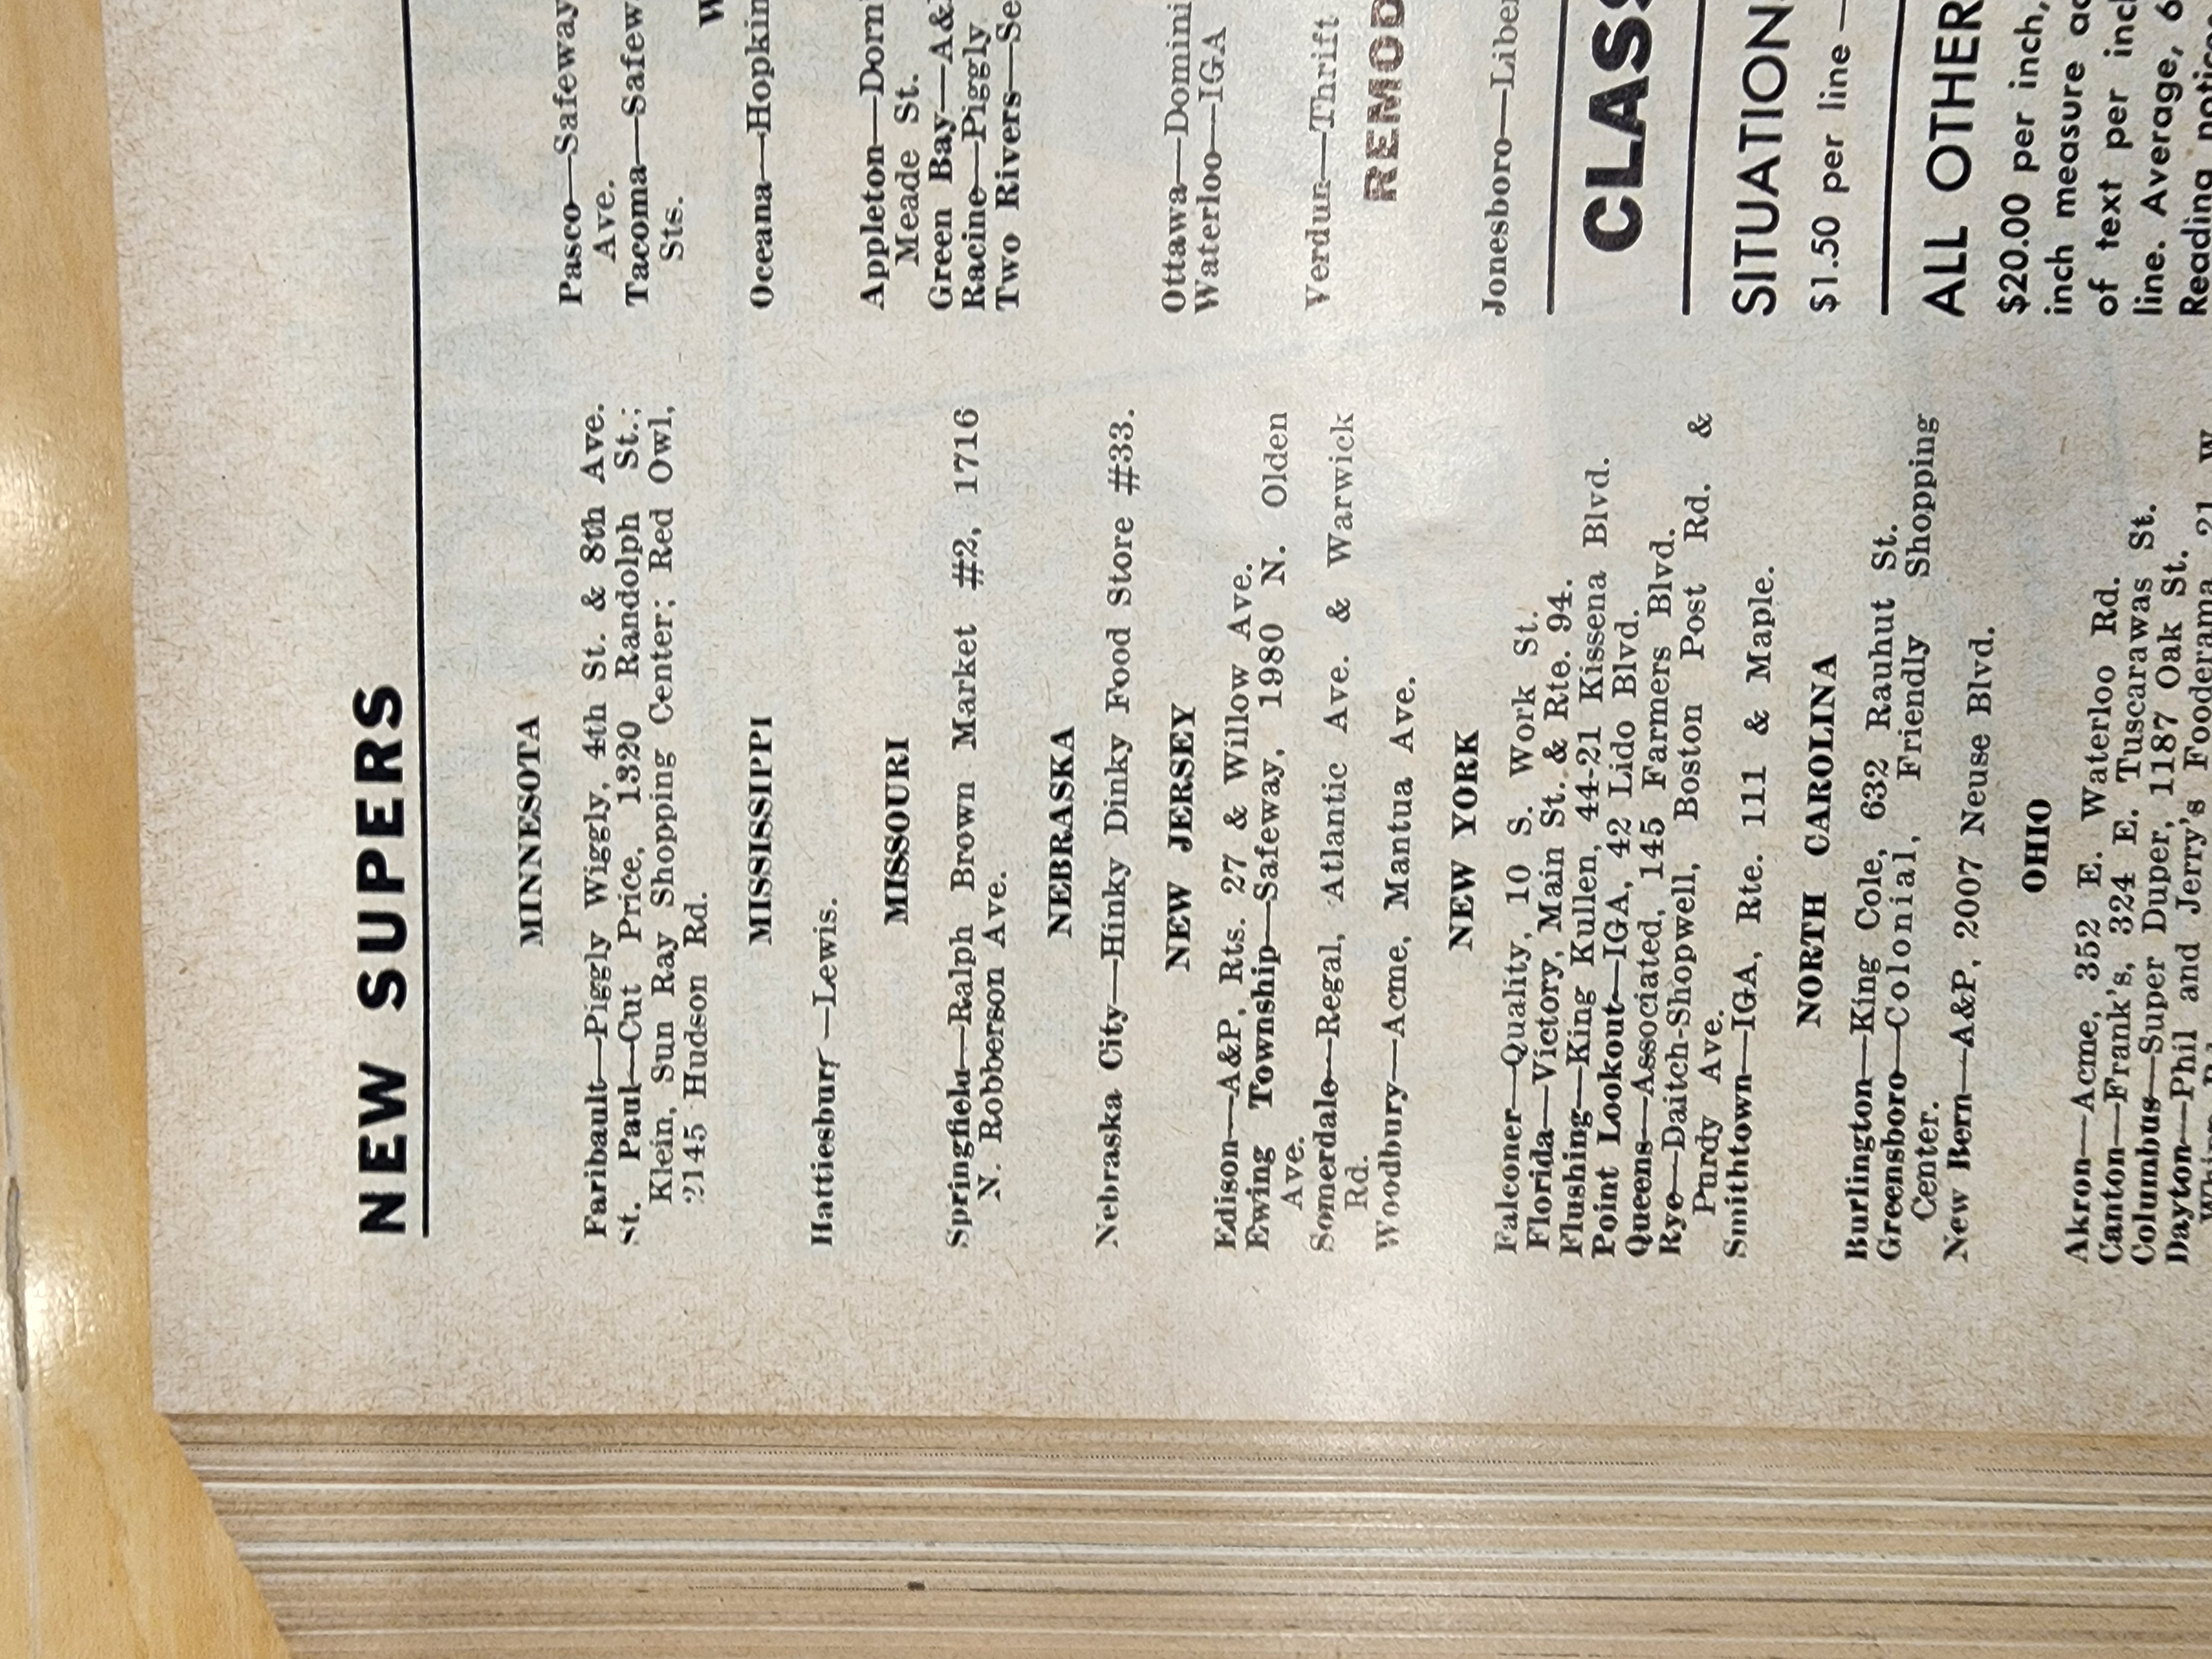 NEW SUPERS
MINNESOTA
Faribault—Piggly Wiggly, 4th St. & 8th Ave.
St. Paul—Cut Price, 1320 Randolph St.;
Klein, Sun Ray Shopping Center; Red Owl,
2145 Hudson Rd.
MISSISSIPPI
Hattiesburg—Lewis.
MISSOURI
Springfield—Ralph Brown Market #2, 1716
N. Robberson Ave.
NEBRASKA
Nebraska City—Hinky Dinky Food Store #33.
NEW JERSEY
Edison—A&P, Rts. 27 & Willow Ave.
Ewing Township—Safeway, 1980 N. Olden
Ave.
Somerdale—Regal, Atlantic Ave. & Warwick
Rd.
Woodbury—Acme, Mantua Ave.
NEW YORK
Falconer—Quality, 10 S. Work St.
Florida—Victory, Main St. & Rte. 94.
Flushing—King Kullen, 44-21 Kissena Blvd.
Point Lookout—IGA, 42 Lido Blvd.
Queens—Associated, 145 Farmers Blvd.
Rye—Daitch-Shopwell, Boston Post Rd. &
Purdy Ave.
Smithtown—IGA, Rte. 111 & Maple.
NORTH CAROLINA
Burlington—King Cole, 632 Rauhut St.
Greensboro—Colonial, Friendly Shopping
Center.
New Bern—A&P, 2007 Neuse Blvd.
OHIO
Akron—Acme, 352 E. Waterloo Rd.
Canton—Frank's, 324 E. Tuscarawas St.
Columbus—Super Duper, 1187 Oak St.
Dayton—Phil and Jerry's Fooderama, 21 W.
Pasco—Safeway
Ave.
Tacoma—Safew
Sts.
W
Oceana—Hopkin
Appleton—Dorn
Meade St.
Green Bay—A&
Racine—Piggly
Two Rivers—Se
Ottawa—Domini
Waterloo—IGA
Verdun—Thrift
REMOD
Jonesboro—Liber
CLASS
SITUATION
$1.50 per line —
ALL OTHER
$20.00 per inch,
inch measure ac
of text per incl
line. Average, 6
Reading notic